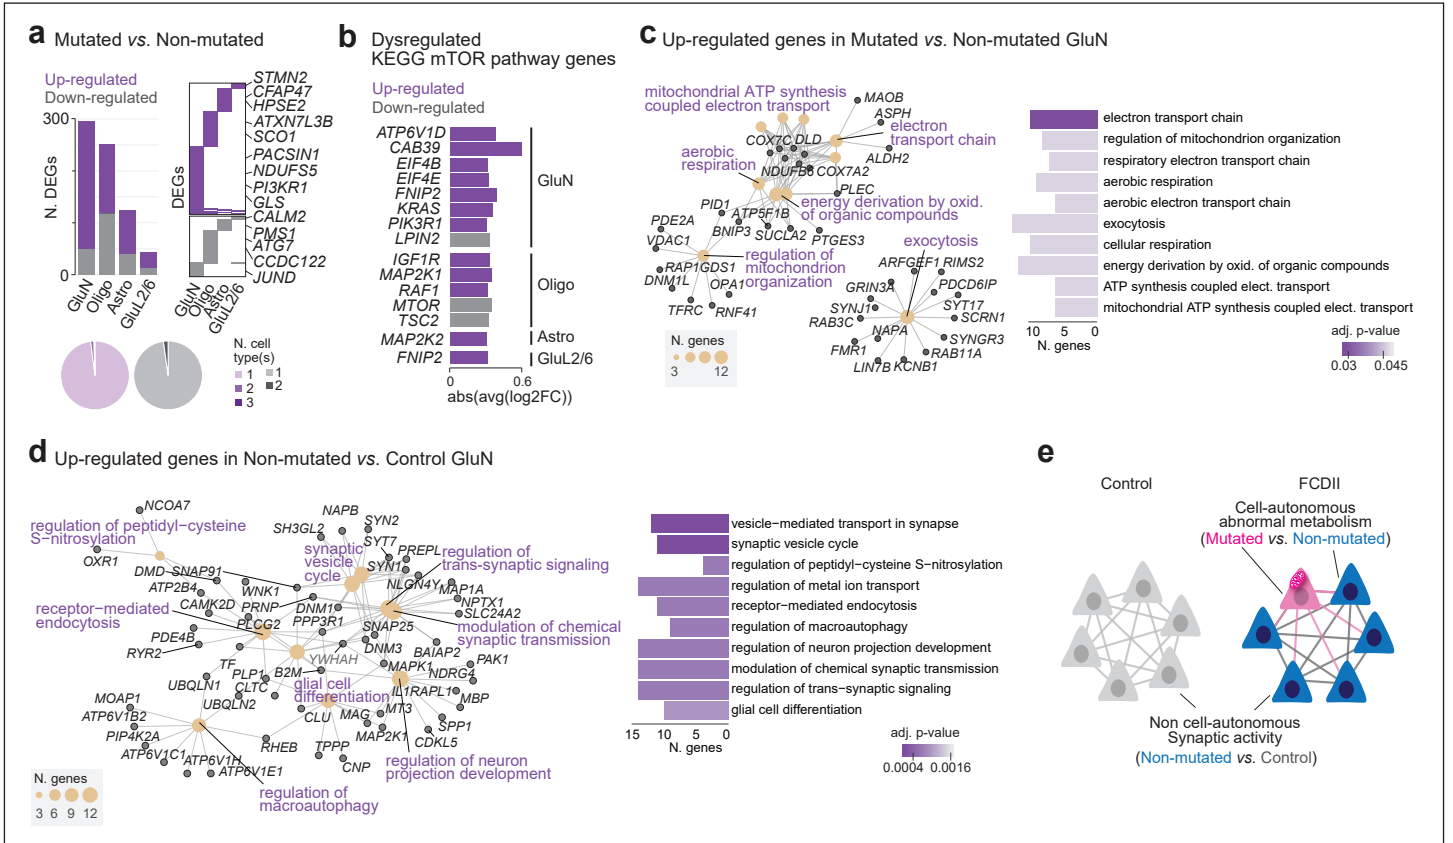 a Mutated vs. Non-mutated
Up-regulated
Down-regulated
300
0
N. DEGs
GluN
Oligo
Astro
GluL2/6
DEGs
STMN2
CFAP47
HPSE2
ATXN7L3B
SCO1
PACSIN1
NDUFS5
PI3KR1
GLS
CALM2
PMS1
ATG7
CCDC122
JUND
GluN
Oligo
Astro
GluL2/6
N. cell
type(s)
1
2
3
1
2
b Dysregulated
KEGG mTOR pathway genes
Up-regulated
Down-regulated
ATP6V1D
CAB39
EIF4B
EIF4E
FNIP2
KRAS
PIK3R1
LPIN2
GluN
IGF1R
MAP2K1
RAF1
MTOR
TSC2
Oligo
MAP2K2
Astro
FNIP2
GluL2/6
0
0.6
abs(avg(log2FC))
c Up-regulated genes in Mutated vs. Non-mutated GluN
mitochondrial ATP synthesis
coupled electron transport
MAOB
ASPH
electron
transport chain
COX7C DLD
aerobic
respiration
ALDH2
NDUFB6 COX7A2
PLEC
energy derivation by oxid.
of organic compounds
PID1
ATP5F1B
PDE2A
BNIP3
SUCLA2
PTGES3
VDAC1
exocytosis
regulation of
mitochondrion
organization
RAP1GDS1
DNM1L
OPA1
TFRC
RNF41
ARFGEF1
RIMS2
GRIN3A
PDCD6IP
SYNJ1
SYT17
RAB3C
SCRN1
NAPA
SYNGR3
FMR1
RAB11A
LIN7B
KCNB1
N. genes
3
12
electron transport chain
regulation of mitochondrion organization
respiratory electron transport chain
aerobic respiration
aerobic electron transport chain
exocytosis
cellular respiration
energy derivation by oxid. of organic compounds
ATP synthesis coupled elect. transport
mitochondrial ATP synthesis coupled elect. transport
10
5
0
N. genes
adj. p-value
0.03
0.045
d Up-regulated genes in Non-mutated vs. Control GluN
NCOA7
regulation of peptidyl−cysteine
S−nitrosylation
OXR1
NAPB
SH3GL2
SYN2
SYT7
synaptic
vesicle
cycle
PREPL
SYN1
regulation of
trans-synaptic signaling
DMD
SNAP91
ATP2B4
WNK1
NLGN4Y
MAP1A
NPTX1
SLC24A2
receptor−mediated
endocytosis
CAMK2D
PRNP
DNM1
PLCG2
PPP3R1
modulation of chemical
synaptic transmission
PDE4B
RYR2
SNAP25
YWHAH
DNM3
BAIAP2
TF
PLP1
B2M
MAPK1
NDRG4
PAK1
UBQLN1
CLTC
glial cell
differentiation
IL1RAPL1
MBP
UBQLN2
MOAP1
ATP6V1B2
PIP4K2A
CLU
MAG
MT3
MAP2K1
SPP1
CDKL5
ATP6V1C1
ATP6V1H
ATP6V1E1
RHEB
TPPP
CNP
regulation of neuron
projection development
regulation of
macroautophagy
N. genes
3
6
9
12
vesicle−mediated transport in synapse
synaptic vesicle cycle
regulation of peptidyl−cysteine S−nitrosylation
regulation of metal ion transport
receptor−mediated endocytosis
regulation of macroautophagy
regulation of neuron projection development
modulation of chemical synaptic transmission
regulation of trans−synaptic signaling
glial cell differentiation
15
10
5
0
N. genes
adj. p-value
0.0004
0.0016
e
Control
FCDII
Cell-autonomous
abnormal metabolism
(Mutated vs. Non-mutated)
Non cell-autonomous
Synaptic activity
(Non-mutated vs. Control)